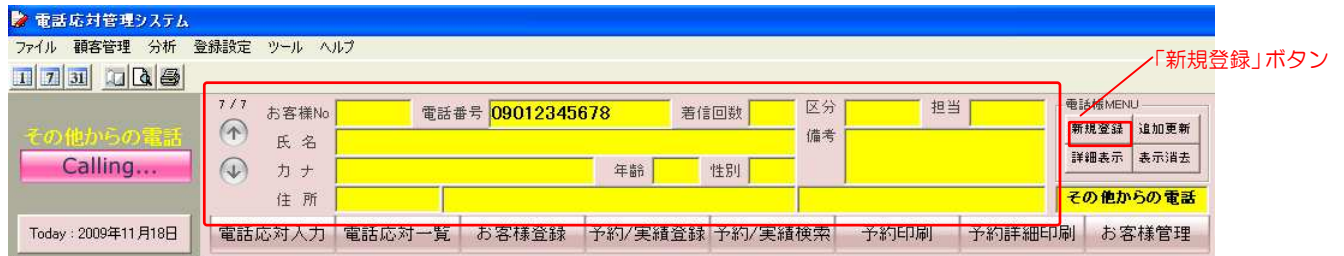 電話応対管理システム
ファイル 顧客管理 分析 登録設定 ツール ヘルプ
1 7 31
「新規登録」ボタン
その他からの電話
Calling...
Today : 2009年11月18日
7 / 7
お客様No 電話番号 09012345678 着信回数 区分 担当
氏 名 備考
カ ナ 年齢 性別
住 所
電話帳MENU
新規登録 追加更新
詳細表示 表示消去
その他からの電話
電話応対入力 電話応対一覧 お客様登録 予約/実績登録 予約/実績検索 予約印刷 予約詳細印刷 お客様管理